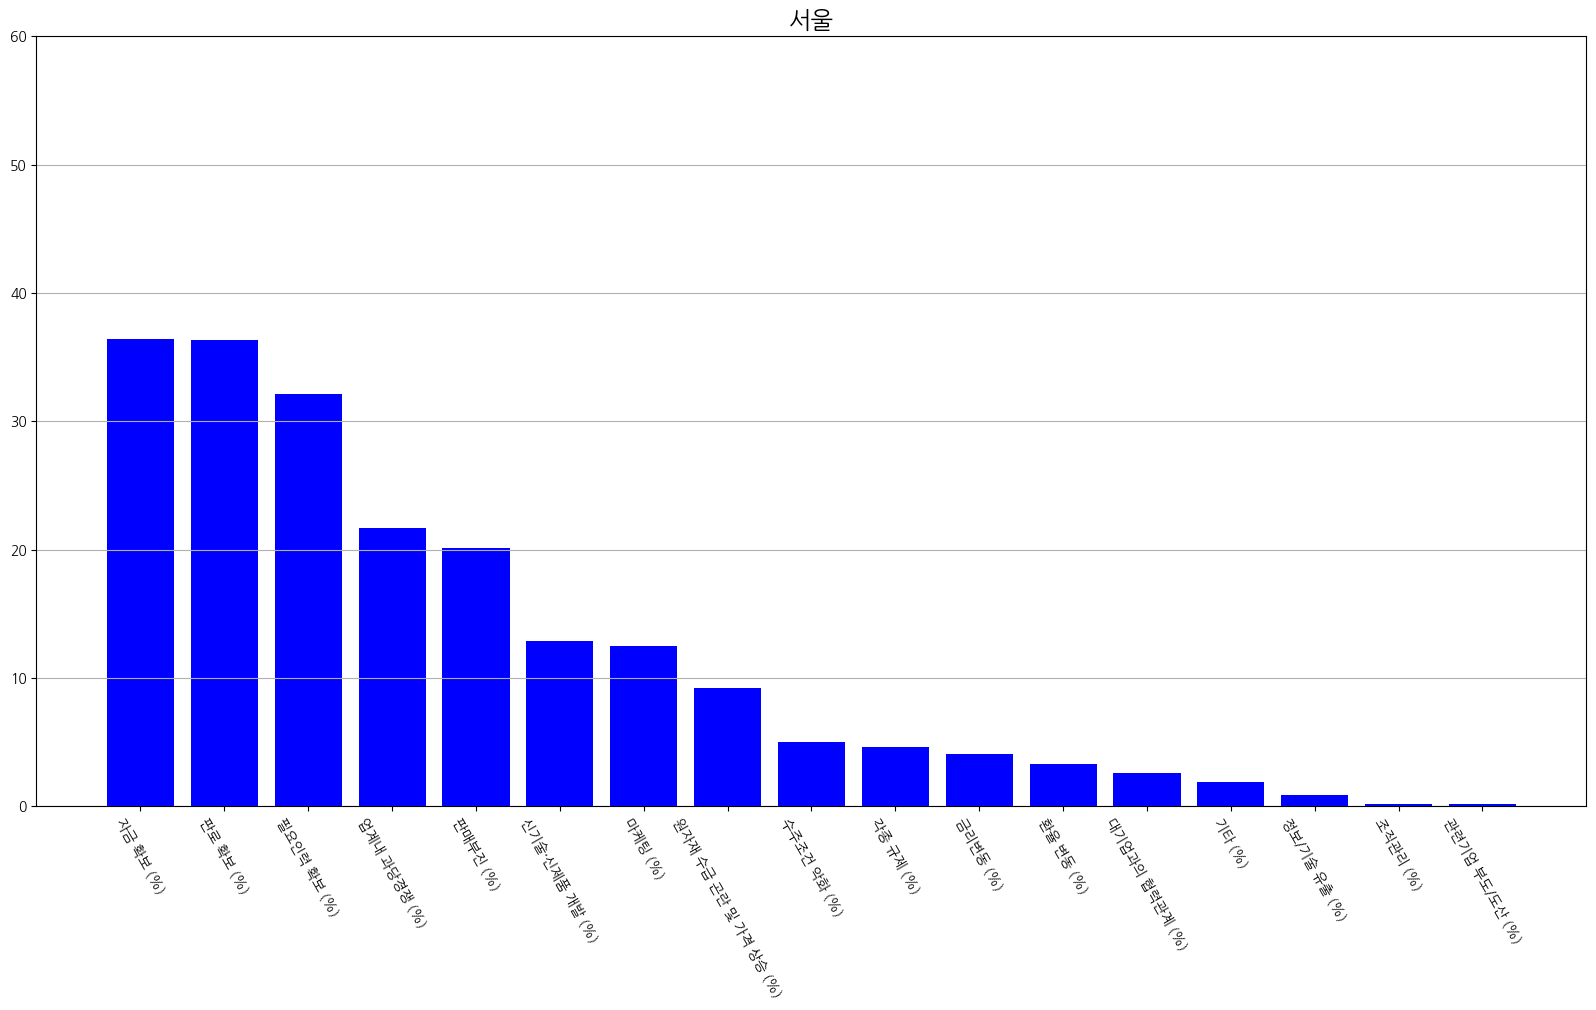 서울
60
50
40
30
20
10
0
자금 확보 (%)
판로 확보 (%)
필요인력 확보 (%)
업계내 과당경쟁 (%)
판매부진 (%)
신기술·신제품 개발 (%)
마케팅 (%)
원자재 수급 곤란 및 가격 상승 (%)
수주조건 악화 (%)
각종 규제 (%)
금리변동 (%)
환율 변동 (%)
대기업과의 협력관계 (%)
기타 (%)
정보/기술 유출 (%)
조직관리 (%)
관련기업 부도/도산 (%)